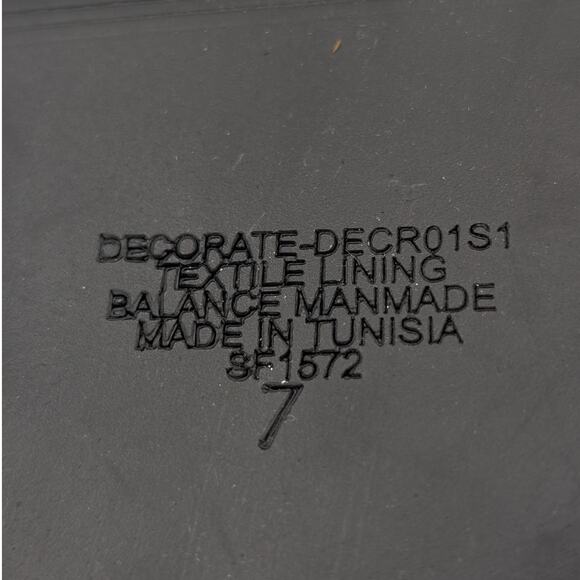 DECORATE-DECR01S1
TEXTILE LINING
BALANCE MANMADE
MADE IN TUNISIA
SF1572
7